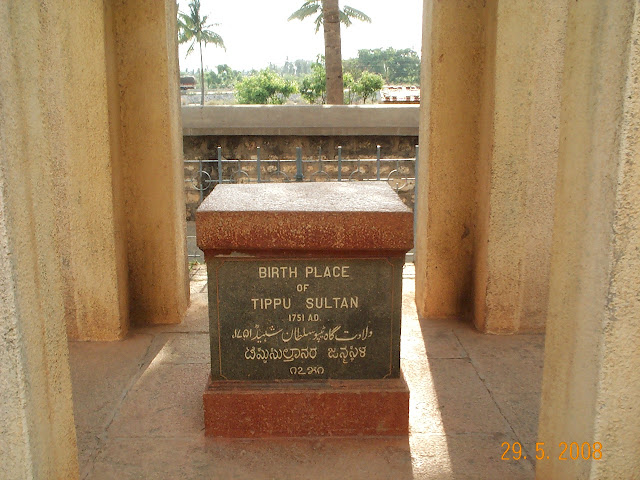 BIRTH PLACE
OF
TIPPU SULTAN
1751 A.D.
ولادت گاہ ٹیپو سلطان شہیدؒ ١٧٥١ء
ಟಿಪ್ಪುಸುಲ್ತಾನರ ಜನ್ಮಸ್ಥಳ
೧೭೫೧
29. 5. 2008